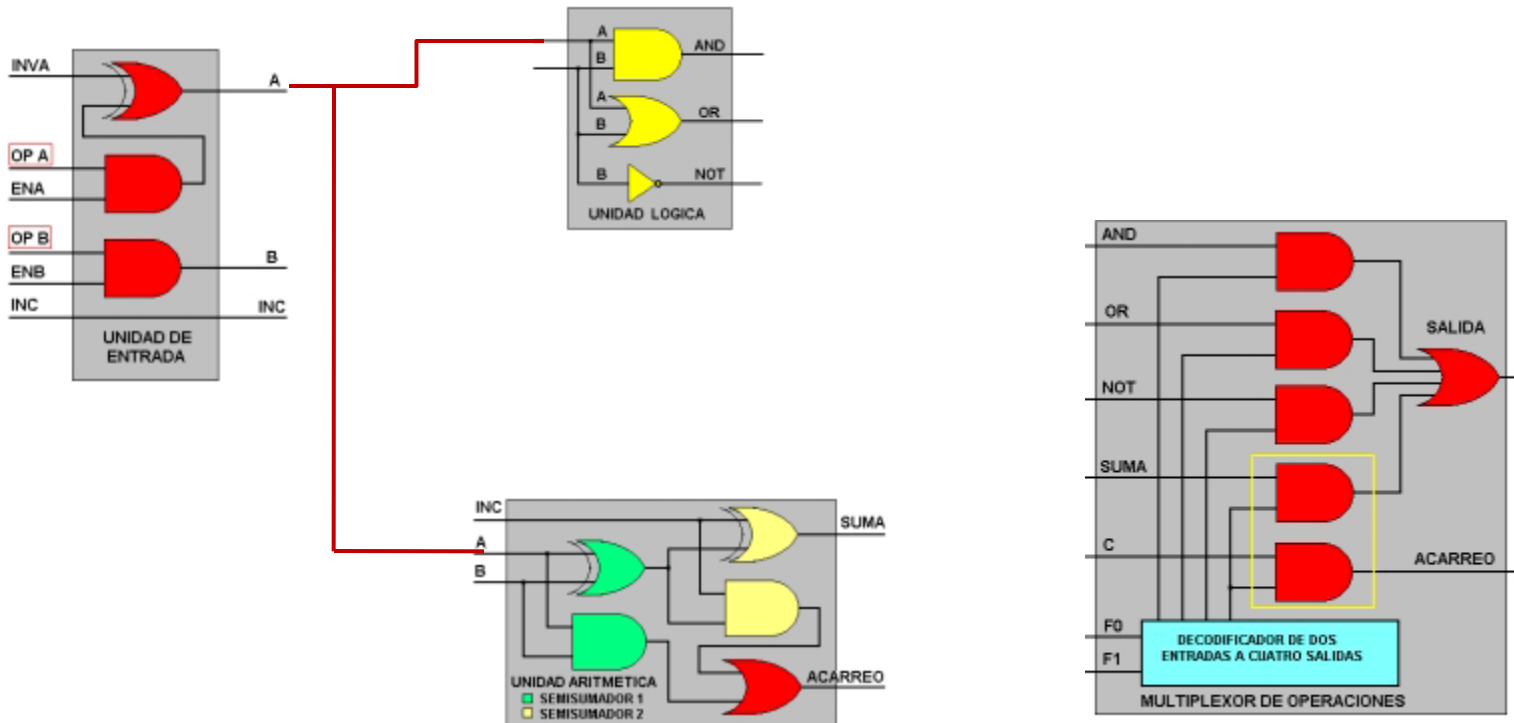 INVA
A
OP A
ENA
OP B
B
ENB
INC
INC
UNIDAD DE
ENTRADA
A
AND
B
A
OR
B
B
NOT
UNIDAD LOGICA
INC
SUMA
A
B
ACARREO
UNIDAD ARITMETICA
SEMISUMADOR 1
SEMISUMADOR 2
AND
OR
SALIDA
NOT
SUMA
C
ACARREO
F0
F1
DECODIFICADOR DE DOS
ENTRADAS A CUATRO SALIDAS
MULTIPLEXOR DE OPERACIONES